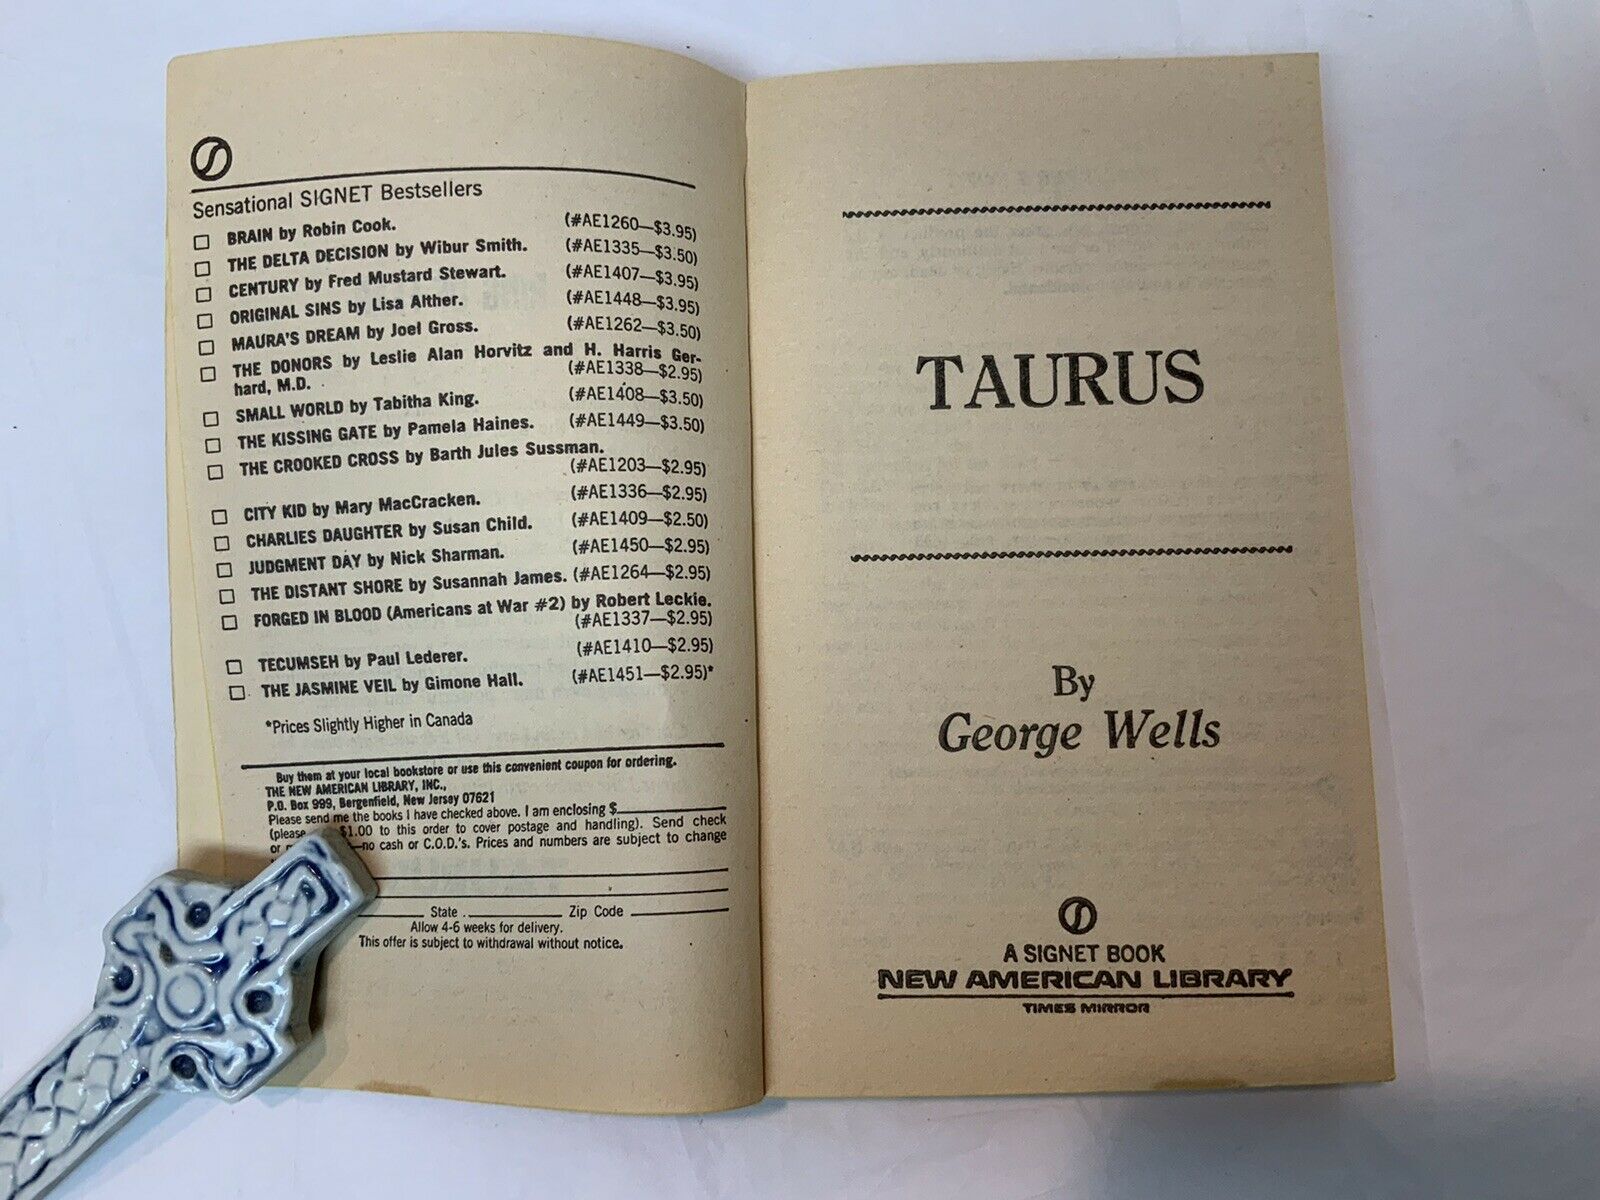 Sensational SIGNET Bestsellers
BRAIN by Robin Cook. (#AE1260—$3.95)
THE DELTA DECISION by Wibur Smith. (#AE1335—$3.50)
CENTURY by Fred Mustard Stewart. (#AE1407—$3.95)
ORIGINAL SINS by Lisa Alther. (#AE1448—$3.95)
MAURA'S DREAM by Joel Gross. (#AE1262—$3.50)
THE DONORS by Leslie Alan Horvitz and H. Harris Ger-
hard, M.D. (#AE1338—$2.95)
SMALL WORLD by Tabitha King. (#AE1408—$3.50)
THE KISSING GATE by Pamela Haines. (#AE1449—$3.50)
THE CROOKED CROSS by Barth Jules Sussman.
(#AE1203—$2.95)
CITY KID by Mary MacCracken. (#AE1336—$2.95)
CHARLIES DAUGHTER by Susan Child. (#AE1409—$2.50)
JUDGMENT DAY by Nick Sharman. (#AE1450—$2.95)
THE DISTANT SHORE by Susannah James. (#AE1264—$2.95)
FORGED IN BLOOD (Americans at War #2) by Robert Leckie.
(#AE1337—$2.95)
TECUMSEH by Paul Lederer. (#AE1410—$2.95)
THE JASMINE VEIL by Gimone Hall. (#AE1451—$2.95)*
*Prices Slightly Higher in Canada
Buy them at your local bookstore or use this convenient coupon for ordering.
THE NEW AMERICAN LIBRARY, INC.,
P.O. Box 999, Bergenfield, New Jersey 07621
Please send me the books I have checked above. I am enclosing $
(please $1.00 to this order to cover postage and handling). Send check
or —no cash or C.O.D.'s. Prices and numbers are subject to change
State Zip Code
Allow 4-6 weeks for delivery.
This offer is subject to withdrawal without notice.
TAURUS
By
George Wells
A SIGNET BOOK
NEW AMERICAN LIBRARY
TIMES MIRROR